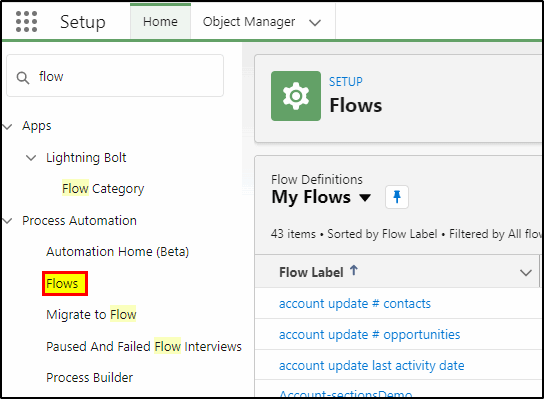 Setup
Home
Object Manager
flow
Apps
Lightning Bolt
Flow Category
Process Automation
Automation Home (Beta)
Flows
Migrate to Flow
Paused And Failed Flow Interviews
Process Builder
SETUP
Flows
Flow Definitions
My Flows
43 items • Sorted by Flow Label • Filtered by All flow
Flow Label
account update # contacts
account update # opportunities
account update last activity date
Account-sectionsDemo